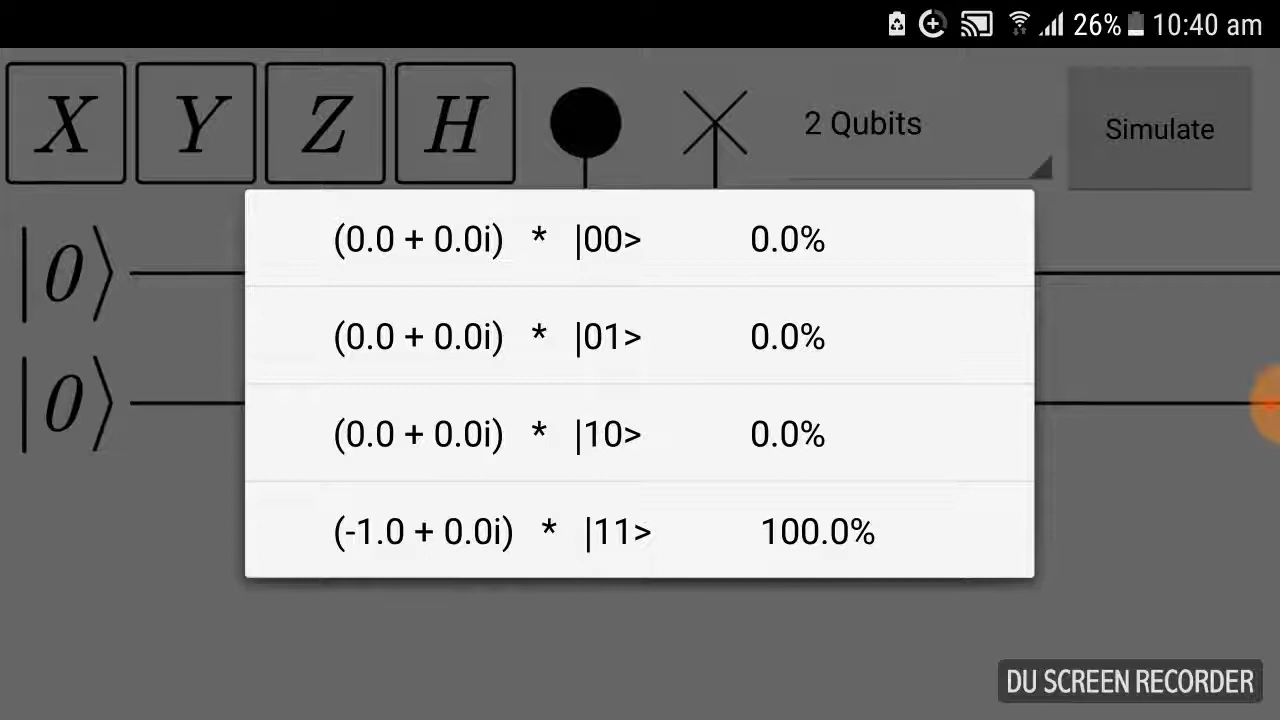 26% 10:40 am
X Y Z H 2 Qubits Simulate
(0.0 + 0.0i) * |00> 0.0%
|0⟩
(0.0 + 0.0i) * |01> 0.0%
|0⟩
(0.0 + 0.0i) * |10> 0.0%
(-1.0 + 0.0i) * |11> 100.0%
DU SCREEN RECORDER